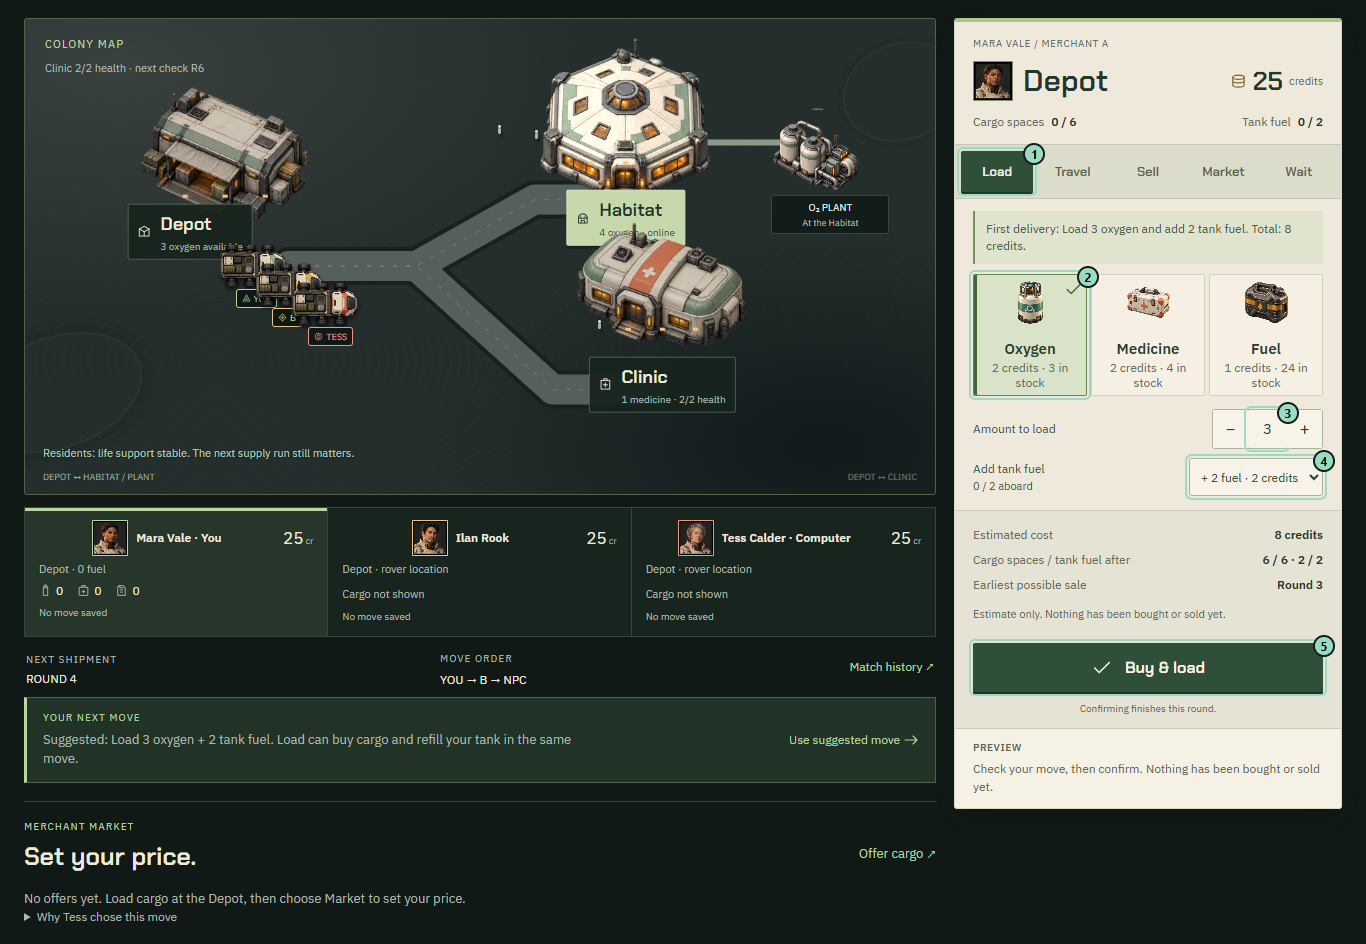 COLONY MAP
Clinic 2/2 health · next check R6
Depot
3 oxygen available
Habitat
4 oxygen · online
O₂ PLANT
At the Habitat
B
TESS
Clinic
1 medicine · 2/2 health
Residents: life support stable. The next supply run still matters.
DEPOT ↔ HABITAT / PLANT
DEPOT ↔ CLINIC
Mara Vale · You
25 cr
Depot · 0 fuel
0 0 0
No move saved
Ilan Rook
25 cr
Depot · rover location
Cargo not shown
No move saved
Tess Calder · Computer
25 cr
Depot · rover location
Cargo not shown
No move saved
NEXT SHIPMENT
ROUND 4
MOVE ORDER
YOU → B → NPC
Match history ↗
YOUR NEXT MOVE
Suggested: Load 3 oxygen + 2 tank fuel. Load can buy cargo and refill your tank in the same
move.
Use suggested move →
MERCHANT MARKET
Set your price.
Offer cargo ↗
No offers yet. Load cargo at the Depot, then choose Market to set your price.
▶ Why Tess chose this move
MARA VALE / MERCHANT A
Depot
25 credits
Cargo spaces 0 / 6
Tank fuel 0 / 2
1
Load
Travel
Sell
Market
Wait
First delivery: Load 3 oxygen and add 2 tank fuel. Total: 8
credits.
2
Oxygen
2 credits · 3 in
stock
Medicine
2 credits · 4 in
stock
Fuel
1 credits · 24 in
stock
Amount to load
− 3 +
3
Add tank fuel
0 / 2 aboard
+ 2 fuel · 2 credits
4
Estimated cost
8 credits
Cargo spaces / tank fuel after
6 / 6 · 2 / 2
Earliest possible sale
Round 3
Estimate only. Nothing has been bought or sold yet.
5
Buy & load
Confirming finishes this round.
PREVIEW
Check your move, then confirm. Nothing has been bought or sold
yet.